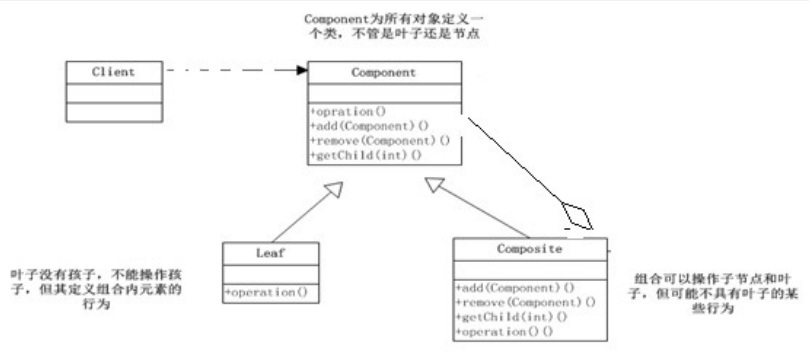 Component为所有对象定义一
个类，不管是叶子还是节点
Client
Component
+opration()
+add(Component)()
+remove(Component)()
+getChild(int)()
Leaf
+operation()
Composite
+add(Component)()
+remove(Component)()
+getChild(int)()
+operation()()
叶子没有孩子，不能操作孩
子，但其定义组合内元素的
行为
组合可以操作子节点和叶
子，但可能不具有叶子的某
些行为